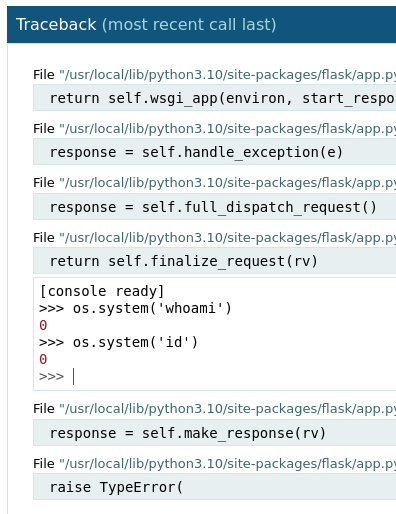 Traceback (most recent call last)
File "/usr/local/lib/python3.10/site-packages/flask/app.py
return self.wsgi_app(environ, start_respo
File "/usr/local/lib/python3.10/site-packages/flask/app.py
response = self.handle_exception(e)
File "/usr/local/lib/python3.10/site-packages/flask/app.py
response = self.full_dispatch_request()
File "/usr/local/lib/python3.10/site-packages/flask/app.py
return self.finalize_request(rv)
[console ready]
>>> os.system('whoami')
0
>>> os.system('id')
0
>>>
File "/usr/local/lib/python3.10/site-packages/flask/app.py
response = self.make_response(rv)
File "/usr/local/lib/python3.10/site-packages/flask/app.py
raise TypeError(